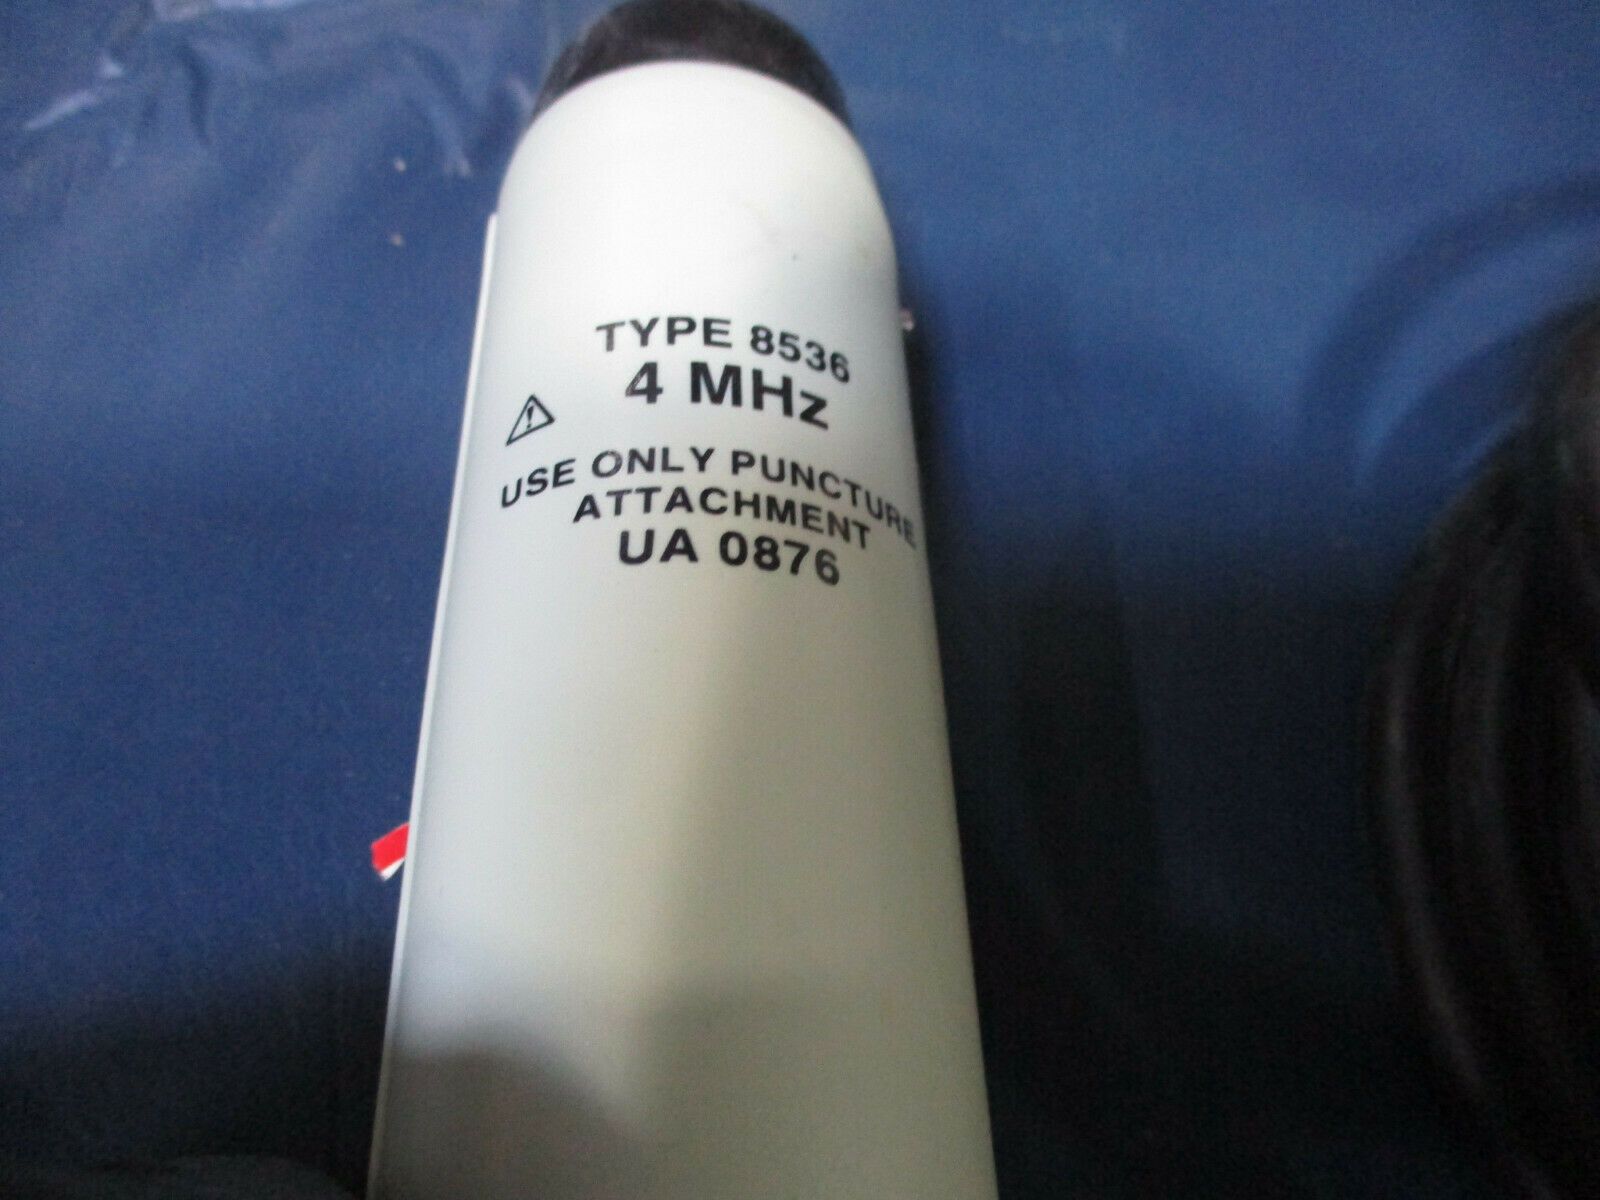 TYPE 8536
4 MHz
USE ONLY PUNCTURE
ATTACHMENT
UA 0876